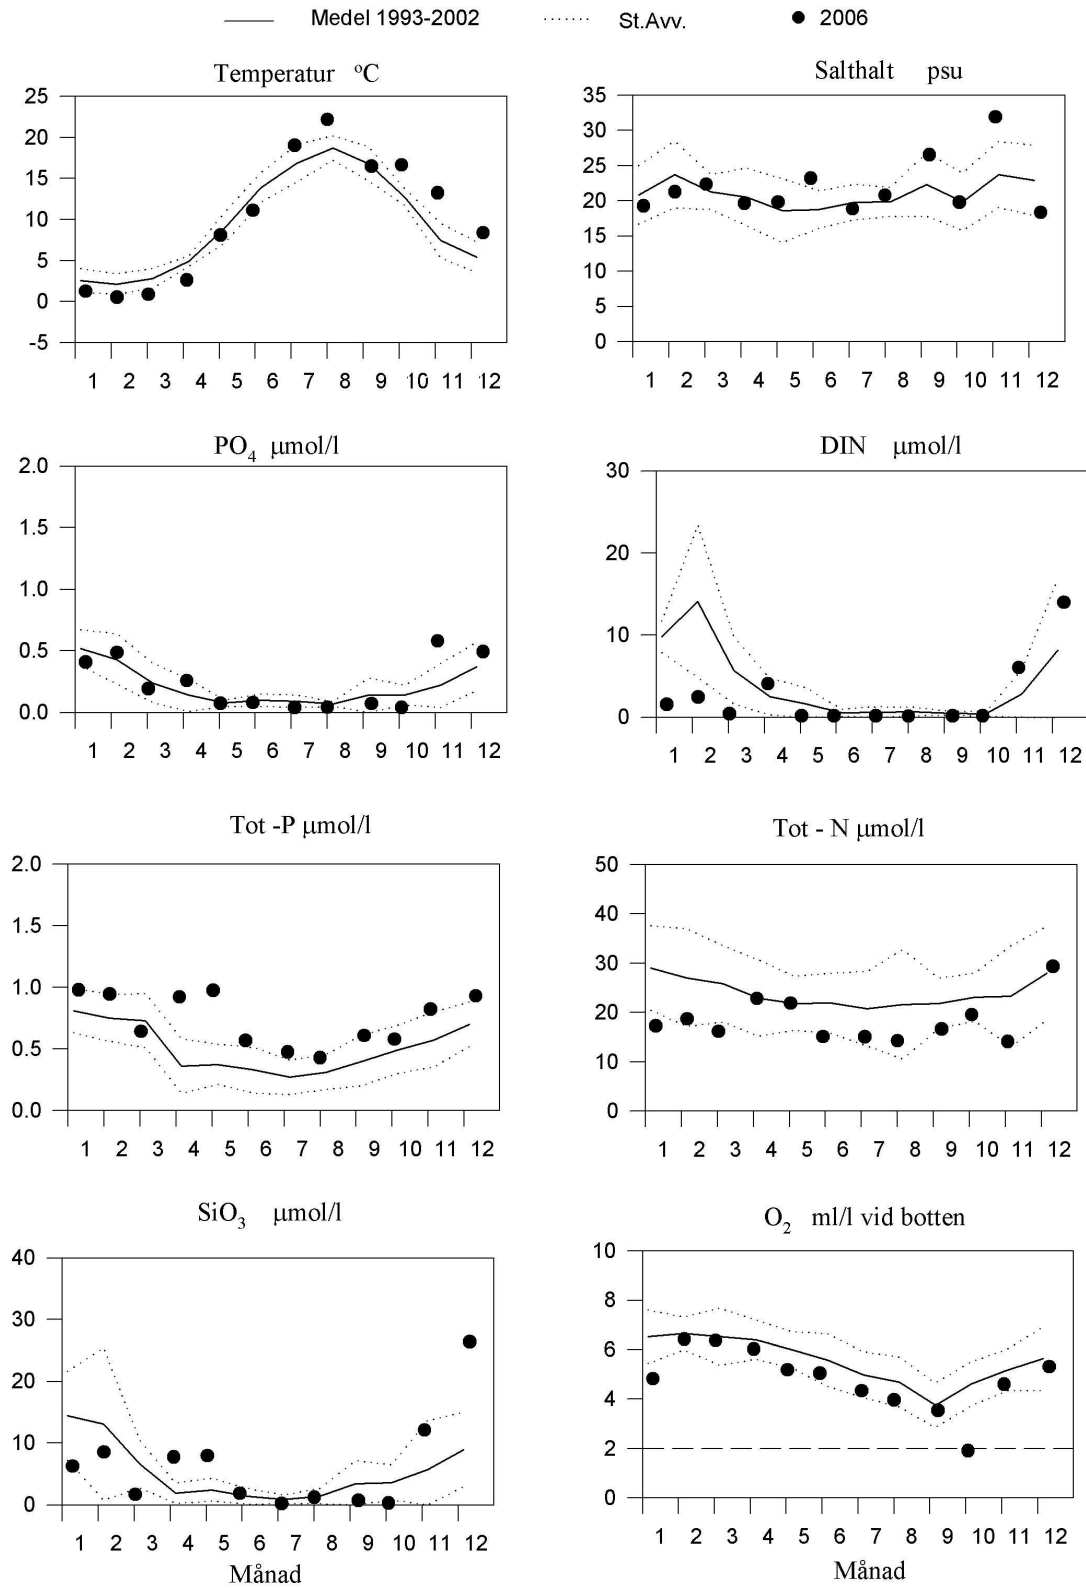 Medel 1993-2002 St.Avv. 2006
Temperatur °C
25
20
15
10
5
0
-5
1 2 3 4 5 6 7 8 9 10 11 12
Salthalt psu
35
30
25
20
15
10
5
0
1 2 3 4 5 6 7 8 9 10 11 12
PO₄ µmol/l
2.0
1.5
1.0
0.5
0.0
1 2 3 4 5 6 7 8 9 10 11 12
DIN µmol/l
30
20
10
0
1 2 3 4 5 6 7 8 9 10 11 12
Tot -P µmol/l
2.0
1.5
1.0
0.5
0.0
1 2 3 4 5 6 7 8 9 10 11 12
Tot - N µmol/l
50
40
30
20
10
0
1 2 3 4 5 6 7 8 9 10 11 12
SiO₃ µmol/l
40
30
20
10
0
1 2 3 4 5 6 7 8 9 10 11 12
Månad
O₂ ml/l vid botten
10
8
6
4
2
0
1 2 3 4 5 6 7 8 9 10 11 12
Månad